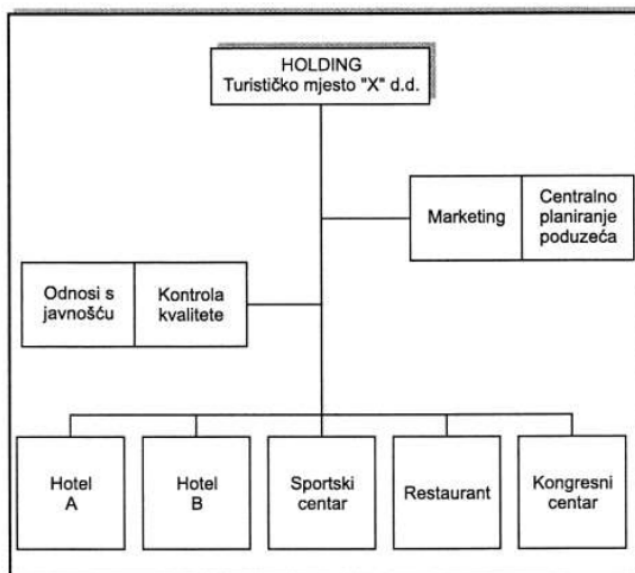 HOLDING
Turističko mjesto "X" d.d.
Marketing
Centralno
planiranje
poduzeća
Odnosi s
javnošću
Kontrola
kvalitete
Hotel
A
Hotel
B
Sportski
centar
Restaurant
Kongresni
centar